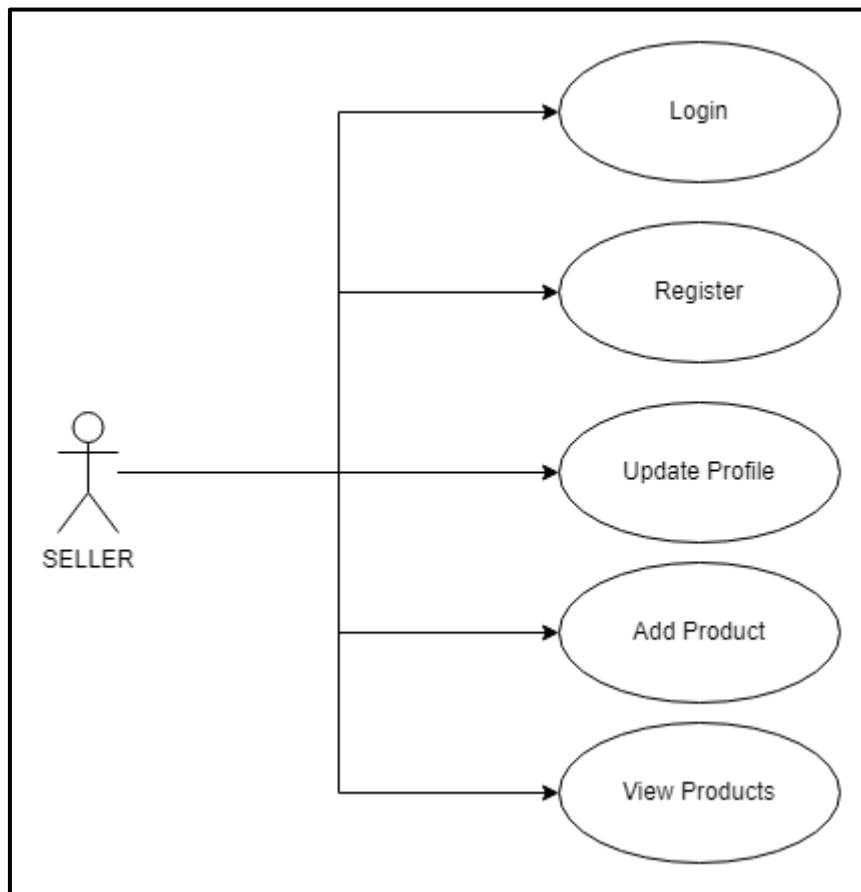 Login
Register
Update Profile
SELLER
Add Product
View Products